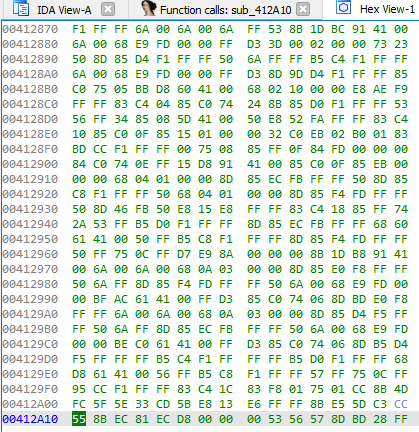 IDA View-A Function calls: sub_412A10 Hex View-1
00412870 F1 FF FF 6A 00 6A 00 6A FF 53 8B 1D BC 91 41 00
00412880 6A 00 68 E9 FD 00 00 FF D3 3D 00 02 00 00 73 23
00412890 50 8D 85 D4 F1 FF FF 50 6A FF FF B5 C4 F1 FF FF
004128A0 6A 00 68 E9 FD 00 00 FF D3 8D 9D D4 F1 FF FF 85
004128B0 C0 75 05 BB D8 60 41 00 68 02 10 00 00 E8 AE F9
004128C0 FF FF 83 C4 04 85 C0 74 24 8B 85 D0 F1 FF FF 53
004128D0 56 FF 34 85 08 5D 41 00 50 E8 52 FA FF FF 83 C4
004128E0 10 85 C0 0F 85 15 01 00 00 32 C0 EB 02 B0 01 83
004128F0 BD CC F1 FF FF 00 75 08 85 FF 0F 84 FD 00 00 00
00412900 84 C0 74 0E FF 15 D8 91 41 00 85 C0 0F 85 EB 00
00412910 00 00 68 04 01 00 00 8D 85 EC FB FF FF 50 8D 85
00412920 C8 F1 FF FF 50 68 04 01 00 00 8D 85 F4 FD FF FF
00412930 50 8D 46 FB 50 E8 15 E8 FF FF 83 C4 18 85 FF 74
00412940 2A 53 FF B5 D0 F1 FF FF 8D 85 EC FB FF FF 68 60
00412950 61 41 00 50 FF B5 C8 F1 FF FF 8D 85 F4 FD FF FF
00412960 50 FF 75 0C FF D7 E9 8A 00 00 00 8B 1D B8 91 41
00412970 00 6A 00 6A 00 68 0A 03 00 00 8D 85 E0 F8 FF FF
00412980 50 6A FF 8D 85 F4 FD FF FF 50 6A 00 68 E9 FD 00
00412990 00 BF AC 61 41 00 FF D3 85 C0 74 06 8D BD E0 F8
004129A0 FF FF 6A 00 6A 00 68 0A 03 00 00 8D 85 D4 F5 FF
004129B0 FF 50 6A FF 8D 85 EC FB FF FF 50 6A 00 68 E9 FD
004129C0 00 00 BE C0 61 41 00 FF D3 85 C0 74 06 8D B5 D4
004129D0 F5 FF FF FF B5 C4 F1 FF FF FF B5 D0 F1 FF FF 68
004129E0 D8 61 41 00 56 FF B5 C8 F1 FF FF 57 FF 75 0C FF
004129F0 95 CC F1 FF FF 83 C4 1C 83 F8 01 75 01 CC 8B 4D
00412A00 FC 5F 5E 33 CD 5B E8 13 E6 FF FF 8B E5 5D C3 CC
00412A10 55 8B EC 81 EC D8 00 00 00 53 56 57 8D BD 28 FF